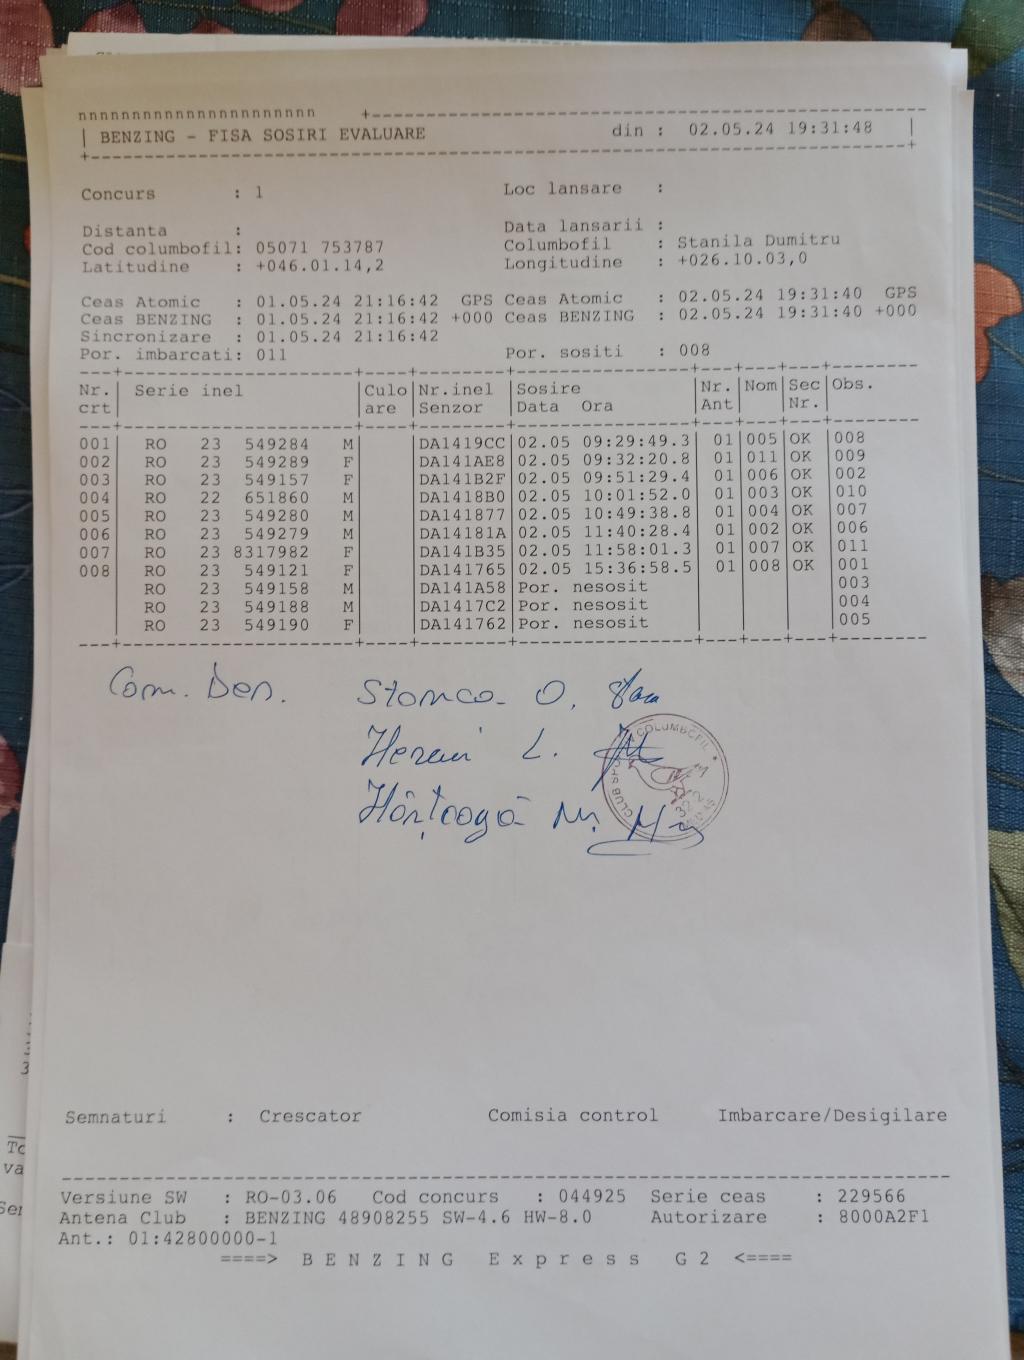 nnnnnnnnnnnnnnnnnnnnnn
BENZING - FISA SOSIRI EVALUARE din : 02.05.24 19:31:48
Concurs : 1 Loc lansare :
Distanta : Data lansarii :
Cod columbofil: 05071 753787 Columbofil : Stanila Dumitru
Latitudine : +046.01.14,2 Longitudine : +026.10.03,0
Ceas Atomic : 01.05.24 21:16:42 GPS Ceas Atomic : 02.05.24 19:31:40 GPS
Ceas BENZING : 01.05.24 21:16:42 +000 Ceas BENZING : 02.05.24 19:31:40 +000
Sincronizare : 01.05.24 21:16:42
Por. imbarcati: 011 Por. sositi : 008
Nr. Serie inel Culo Nr.inel Sosire Nr. Nom Sec Obs.
crt are Senzor Data Ora Ant Nr.
001 RO 23 549284 M DA1419CC 02.05 09:29:49.3 01 005 OK 008
002 RO 23 549289 F DA141AE8 02.05 09:32:20.8 01 011 OK 009
003 RO 23 549157 F DA141B2F 02.05 09:51:29.4 01 006 OK 002
004 RO 22 651860 M DA1418B0 02.05 10:01:52.0 01 003 OK 010
005 RO 23 549280 M DA141877 02.05 10:49:38.8 01 004 OK 007
006 RO 23 549279 M DA14181A 02.05 11:40:28.4 01 002 OK 006
007 RO 23 8317982 F DA141B35 02.05 11:58:01.3 01 007 OK 011
008 RO 23 549121 F DA141765 02.05 15:36:58.5 01 008 OK 001
RO 23 549158 M DA141A58 Por. nesosit 003
RO 23 549188 M DA1417C2 Por. nesosit 004
RO 23 549190 F DA141762 Por. nesosit 005
Com. Des. O.
L.
CLUB COLUMBOFIL
Semnaturi : Crescator Comisia control Imbarcare/Desigilare
Versiune SW : RO-03.06 Cod concurs : 044925 Serie ceas : 229566
Antena Club : BENZING 48908255 SW-4.6 HW-8.0 Autorizare : 8000A2F1
Ant.: 01:42800000-1
====> BENZING Express G2 <====